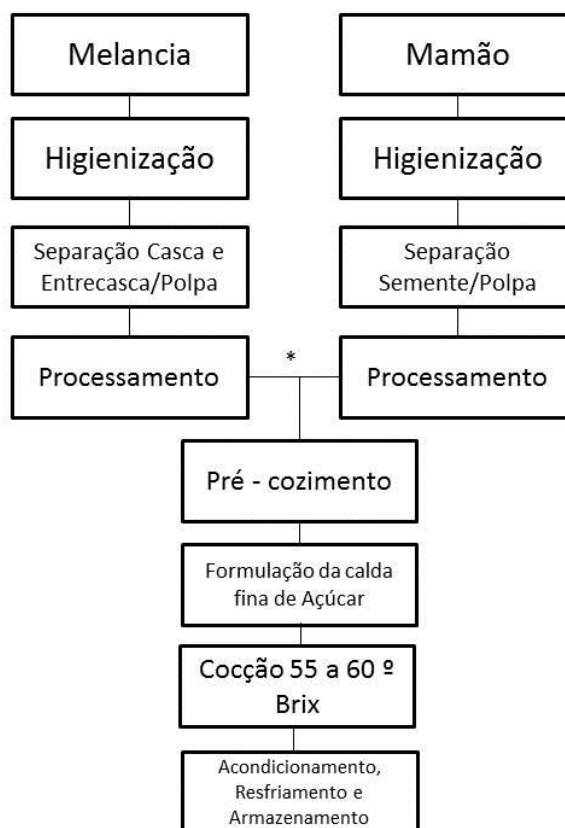 Melancia
Mamão
Higienização
Higienização
Separação Casca e
Entrecasca/Polpa
Separação
Semente/Polpa
Processamento
*
Processamento
Pré - cozimento
Formulação da calda
fina de Açúcar
Cocção 55 a 60 º
Brix
Acondicionamento,
Resfriamento e
Armazenamento